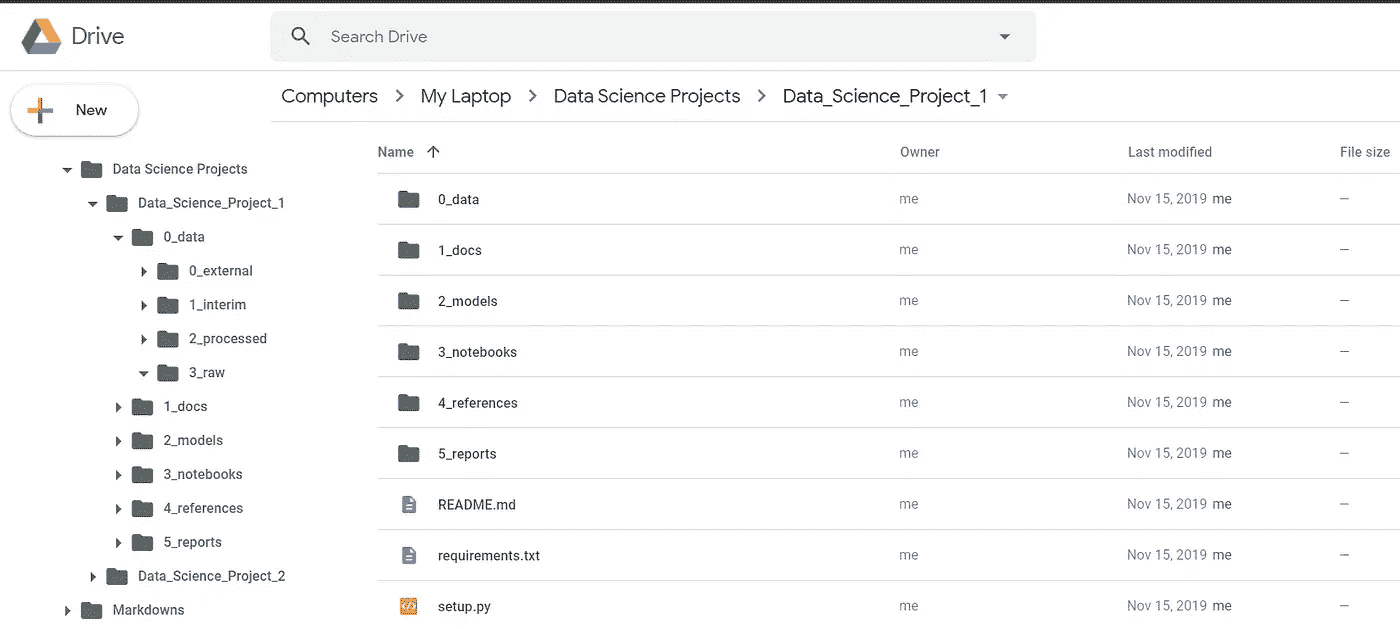 Drive
Search Drive
New
Computers > My Laptop > Data Science Projects > Data_Science_Project_1
Data Science Projects
Data_Science_Project_1
0_data
0_external
1_interim
2_processed
3_raw
1_docs
2_models
3_notebooks
4_references
5_reports
Data_Science_Project_2
Markdowns
Name Owner Last modified File size
0_data me Nov 15, 2019 me –
1_docs me Nov 15, 2019 me –
2_models me Nov 15, 2019 me –
3_notebooks me Nov 15, 2019 me –
4_references me Nov 15, 2019 me –
5_reports me Nov 15, 2019 me –
README.md me Nov 15, 2019 me –
requirements.txt me Nov 15, 2019 me –
setup.py me Nov 15, 2019 me –